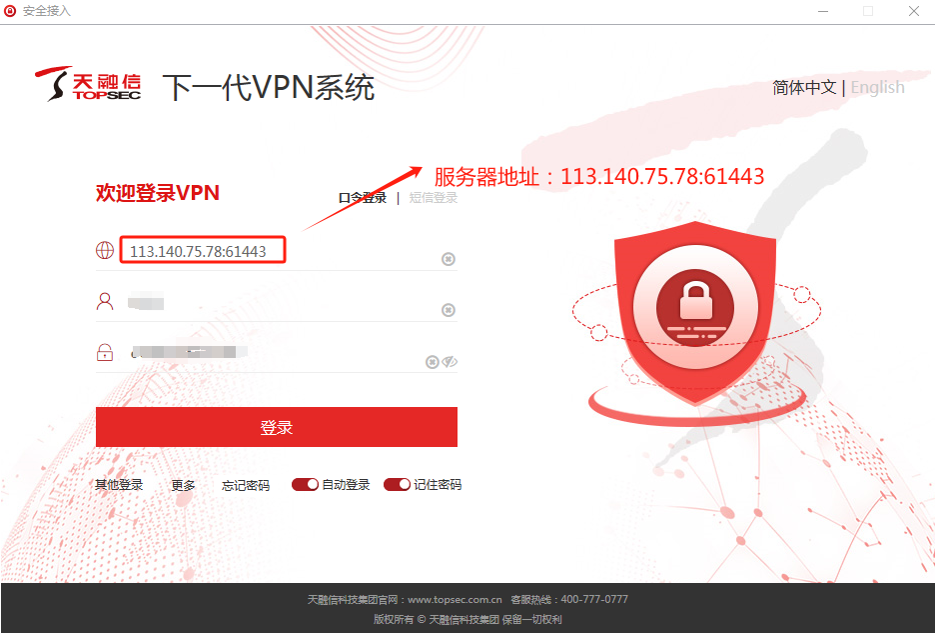 安全接入
天融信
TOPSEC
下一代VPN系统
简体中文 | English
服务器地址：113.140.75.78:61443
欢迎登录VPN
口令登录 | 短信登录
113.140.75.78:61443
登录
其他登录 更多 忘记密码 自动登录 记住密码
天融信科技集团官网：www.topsec.com.cn 客服热线：400-777-0777
版权所有 © 天融信科技集团 保留一切权利